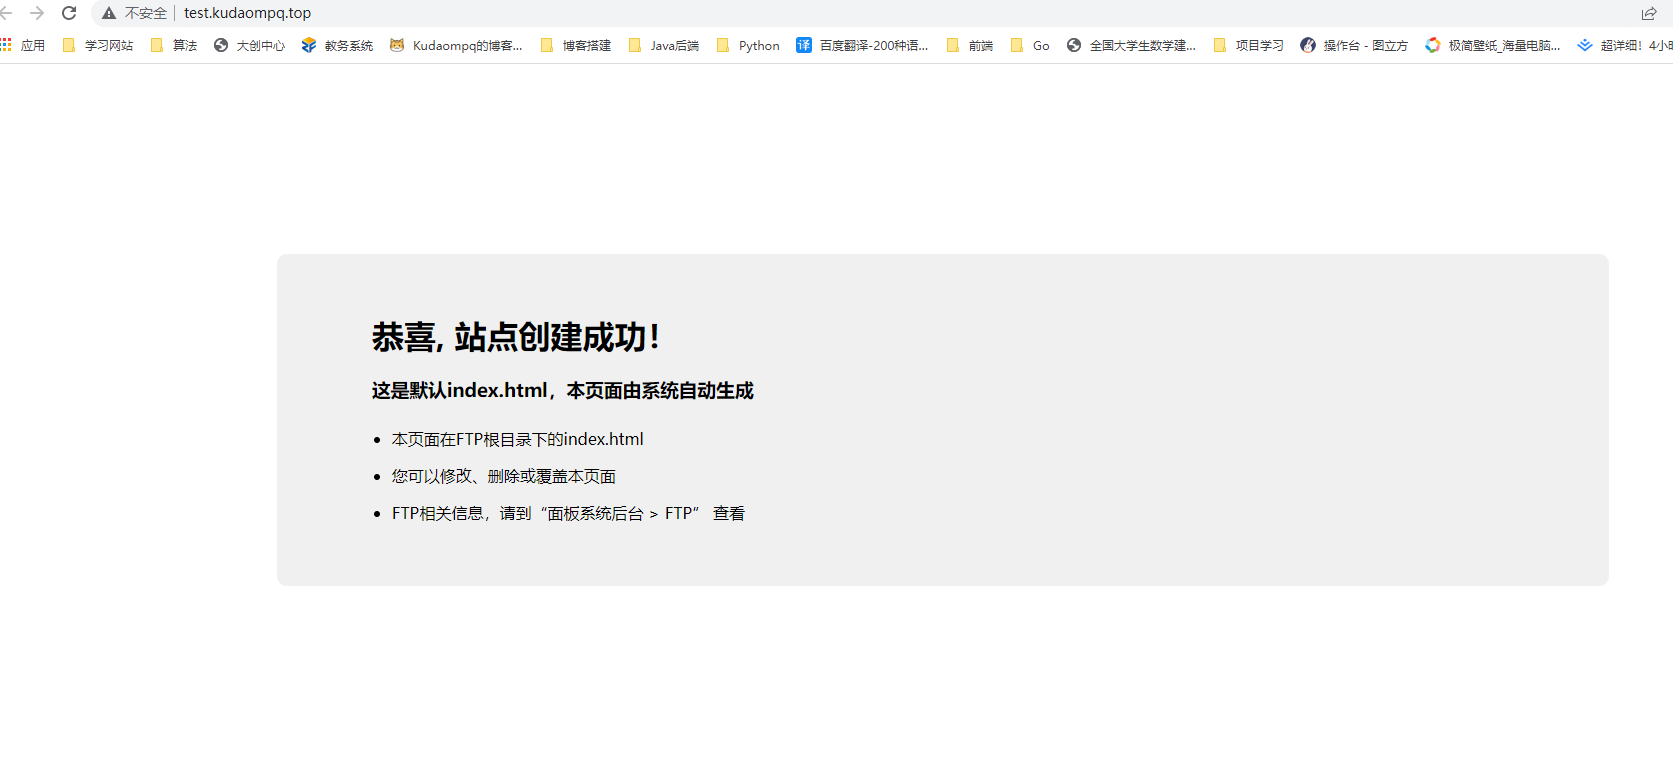 不安全 test.kudaompq.top
应用 学习网站 算法 大创中心 教务系统 Kudaompq的博客... 博客搭建 Java后端 Python 译 百度翻译-200种语... 前端 Go 全国大学生数学建... 项目学习 操作台 - 图立方 极简壁纸_海量电脑... 超详细！4小时
恭喜, 站点创建成功！
这是默认index.html，本页面由系统自动生成
本页面在FTP根目录下的index.html
您可以修改、删除或覆盖本页面
FTP相关信息，请到“面板系统后台 > FTP” 查看